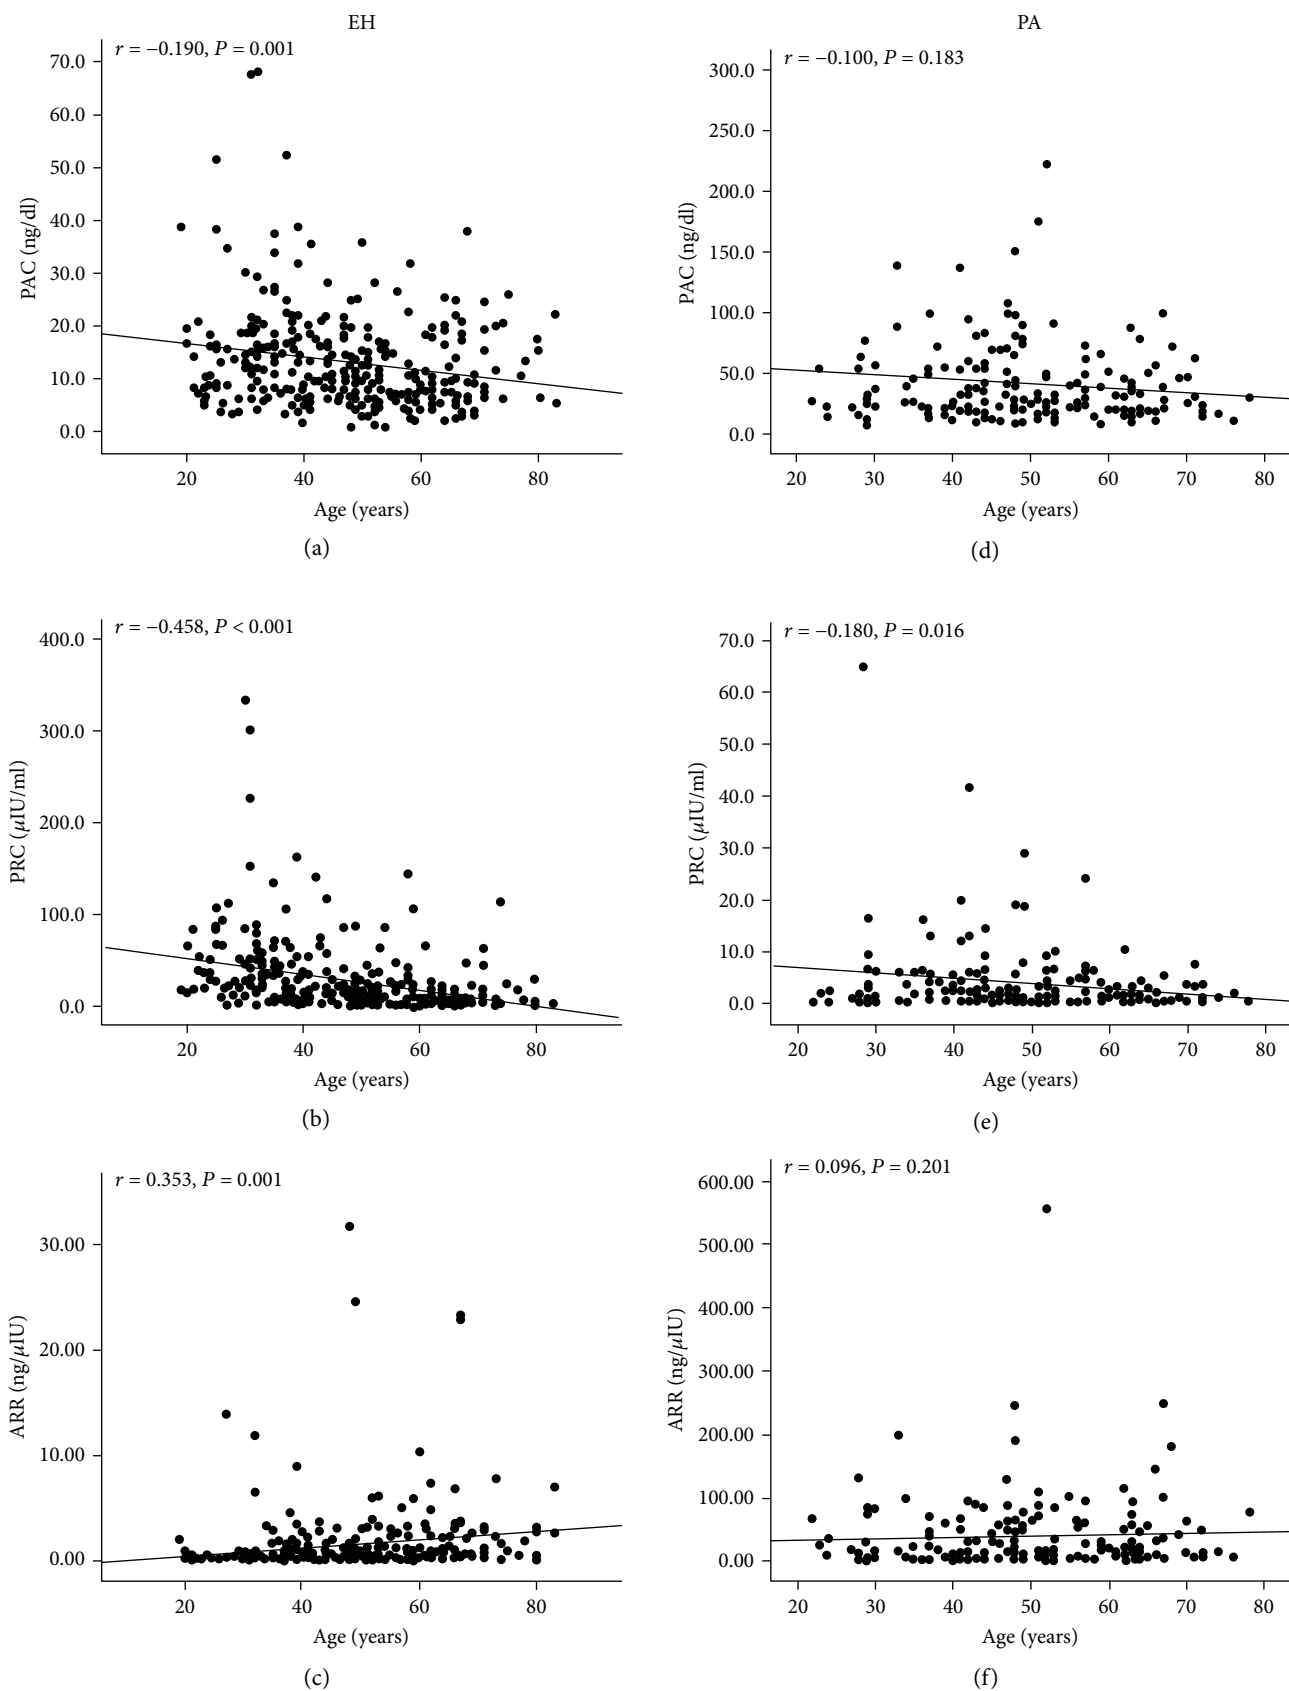 EH
r = −0.190, P = 0.001
70.0
60.0
50.0
40.0
30.0
20.0
10.0
0.0
PAC (ng/dl)
20 40 60 80
Age (years)
(a)
PA
r = −0.100, P = 0.183
300.0
250.0
200.0
150.0
100.0
50.0
0.0
PAC (ng/dl)
20 30 40 50 60 70 80
Age (years)
(d)
r = −0.458, P < 0.001
400.0
300.0
200.0
100.0
0.0
PRC (μIU/ml)
20 40 60 80
Age (years)
(b)
r = −0.180, P = 0.016
70.0
60.0
50.0
40.0
30.0
20.0
10.0
0.0
PRC (μIU/ml)
20 30 40 50 60 70 80
Age (years)
(e)
r = 0.353, P = 0.001
30.00
20.00
10.00
0.00
ARR (ng/μIU)
20 40 60 80
Age (years)
(c)
r = 0.096, P = 0.201
600.00
500.00
400.00
300.00
200.00
100.00
0.00
ARR (ng/μIU)
20 30 40 50 60 70 80
Age (years)
(f)